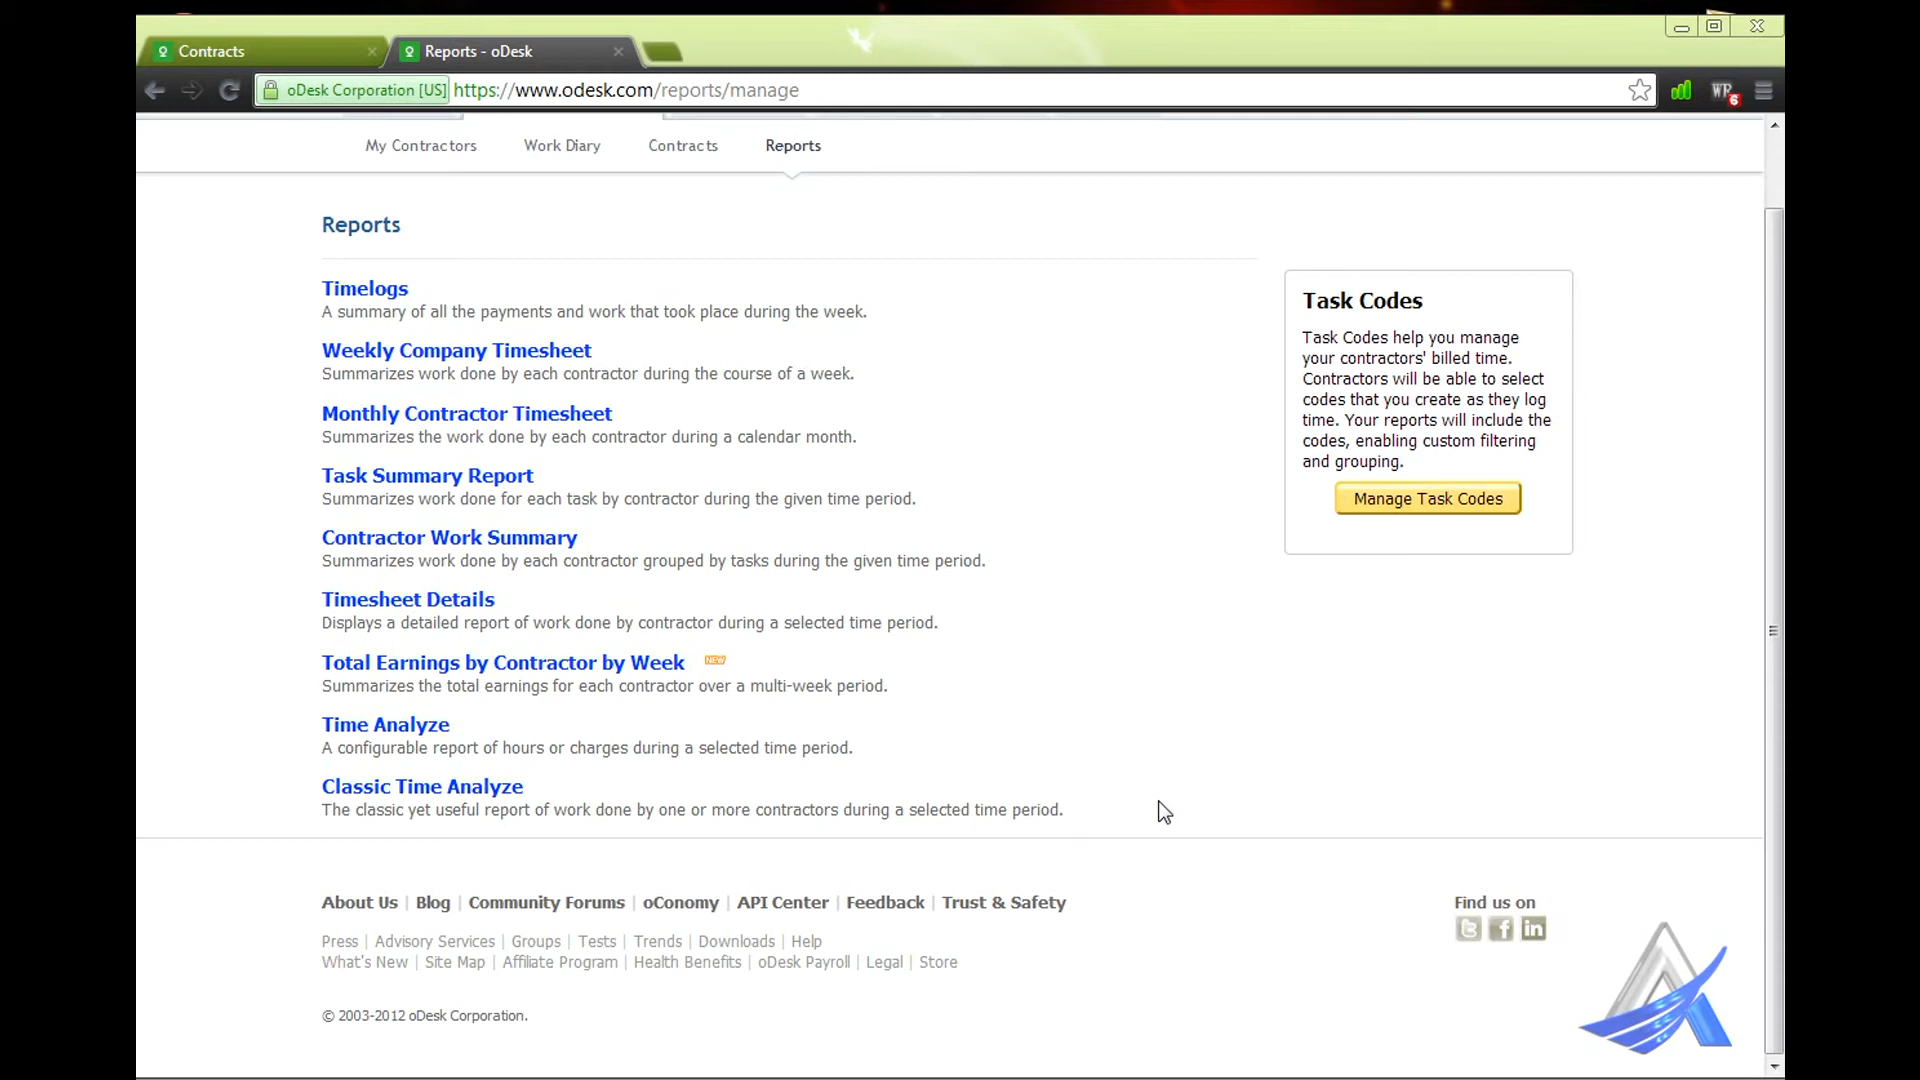 Contracts
Reports - oDesk
oDesk Corporation [US] https://www.odesk.com/reports/manage
WR 6
My Contractors Work Diary Contracts Reports
Reports
Timelogs
A summary of all the payments and work that took place during the week.
Weekly Company Timesheet
Summarizes work done by each contractor during the course of a week.
Monthly Contractor Timesheet
Summarizes the work done by each contractor during a calendar month.
Task Summary Report
Summarizes work done for each task by contractor during the given time period.
Contractor Work Summary
Summarizes work done by each contractor grouped by tasks during the given time period.
Timesheet Details
Displays a detailed report of work done by contractor during a selected time period.
Total Earnings by Contractor by Week NEW
Summarizes the total earnings for each contractor over a multi-week period.
Time Analyze
A configurable report of hours or charges during a selected time period.
Classic Time Analyze
The classic yet useful report of work done by one or more contractors during a selected time period.
Task Codes
Task Codes help you manage
your contractors' billed time.
Contractors will be able to select
codes that you create as they log
time. Your reports will include the
codes, enabling custom filtering
and grouping.
Manage Task Codes
About Us | Blog | Community Forums | oConomy | API Center | Feedback | Trust & Safety
Press | Advisory Services | Groups | Tests | Trends | Downloads | Help
What's New | Site Map | Affiliate Program | Health Benefits | oDesk Payroll | Legal | Store
© 2003-2012 oDesk Corporation.
Find us on
t f in